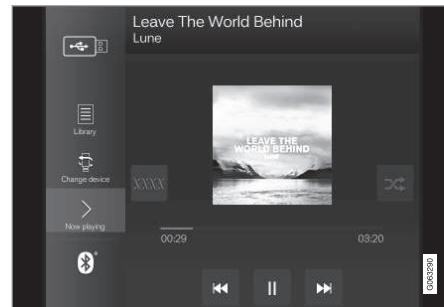 Leave The World Behind
Lune
Library
Change device
Now playing
LEAVE THE
WORLD BEHIND
LUNE
XXXX
00:29
03:20
G063290